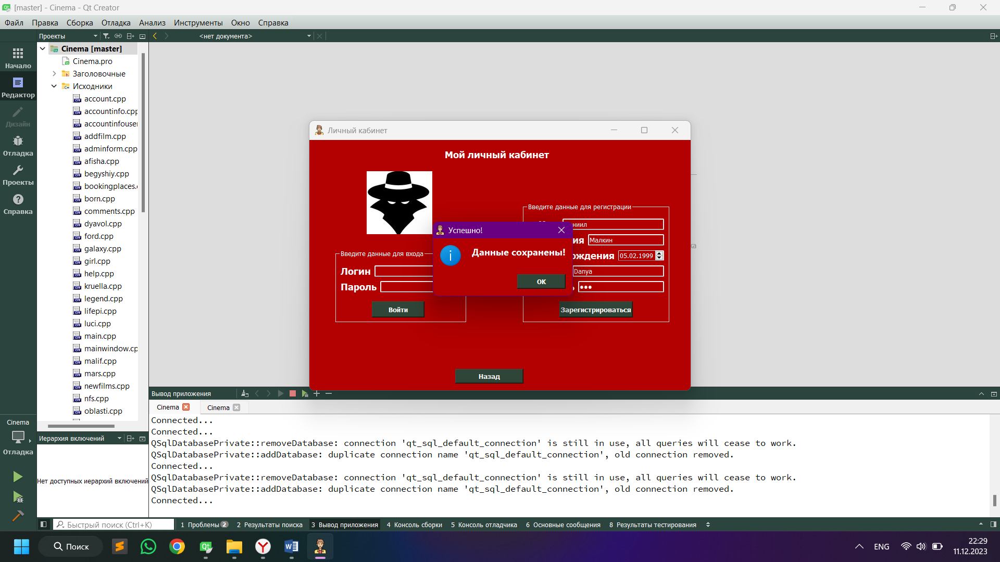 [master] - Cinema - Qt Creator
Файл Правка Сборка Отладка Анализ Инструменты Окно Справка
Проекты
<нет документа>
Начало
Редактор
Дизайн
Отладка
Проекты
Справка
Cinema [master]
Cinema.pro
Заголовочные
Исходники
account.cpp
accountinfo.cpp
accountinfouser
addfilm.cpp
adminform.cpp
afisha.cpp
begyshiy.cpp
bookingplaces.c
born.cpp
comments.cpp
dyavol.cpp
ford.cpp
galaxy.cpp
girl.cpp
help.cpp
kruella.cpp
legend.cpp
lifepi.cpp
luci.cpp
main.cpp
mainwindow.cp
malif.cpp
mars.cpp
newfilms.cpp
nfs.cpp
oblasti.cpp
Личный кабинет
Мой личный кабинет
Введите данные для входа
Логин
Пароль
Войти
Введите данные для регистрации
ниил
ия Малкин
ождения 05.02.1999
Danya
ь •••
Зарегистрироваться
Успешно!
Данные сохранены!
OK
Назад
ка
Cinema
Отладка
Иерархия включений
Нет доступных иерархий включений
Вывод приложения
Cinema Cinema
Connected...
Connected...
QSqlDatabasePrivate::removeDatabase: connection 'qt_sql_default_connection' is still in use, all queries will cease to work.
QSqlDatabasePrivate::addDatabase: duplicate connection name 'qt_sql_default_connection', old connection removed.
Connected...
QSqlDatabasePrivate::removeDatabase: connection 'qt_sql_default_connection' is still in use, all queries will cease to work.
QSqlDatabasePrivate::addDatabase: duplicate connection name 'qt_sql_default_connection', old connection removed.
Connected...
Быстрый поиск (Ctrl+K) 1 Проблемы 2 2 Результаты поиска 3 Вывод приложения 4 Консоль сборки 5 Консоль отладчика 6 Основные сообщения 8 Результаты тестирования
Поиск
ENG
22:29
11.12.2023